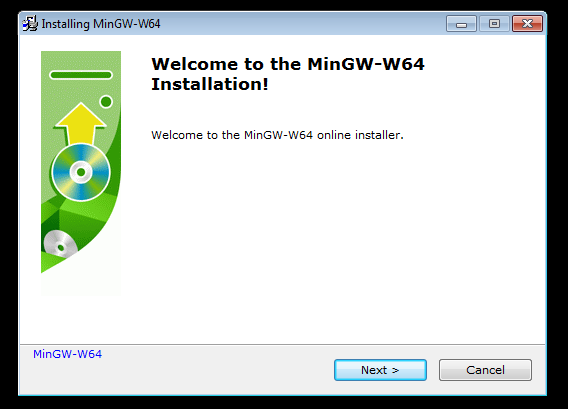 Installing MinGW-W64
Welcome to the MinGW-W64
Installation!
Welcome to the MinGW-W64 online installer.
MinGW-W64
Next >
Cancel